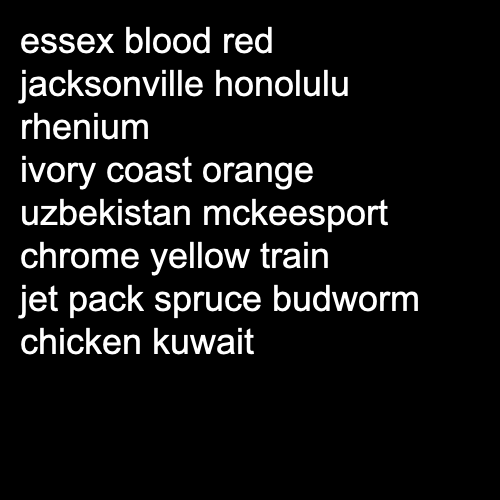 essex blood red
jacksonville honolulu
rhenium
ivory coast orange
uzbekistan mckeesport
chrome yellow train
jet pack spruce budworm
chicken kuwait